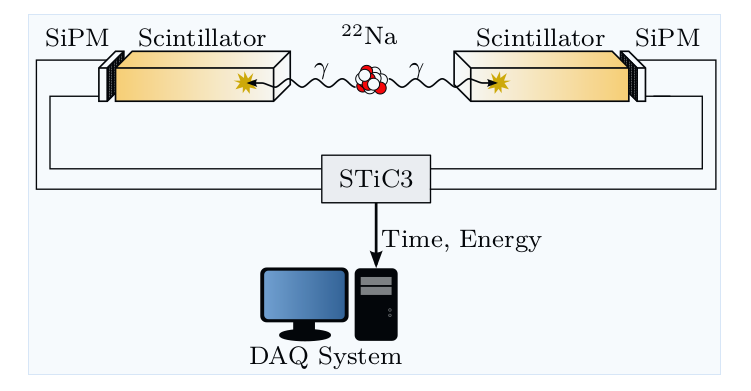 SiPM Scintillator ²²Na Scintillator SiPM
γ γ
STiC3
Time, Energy
DAQ System